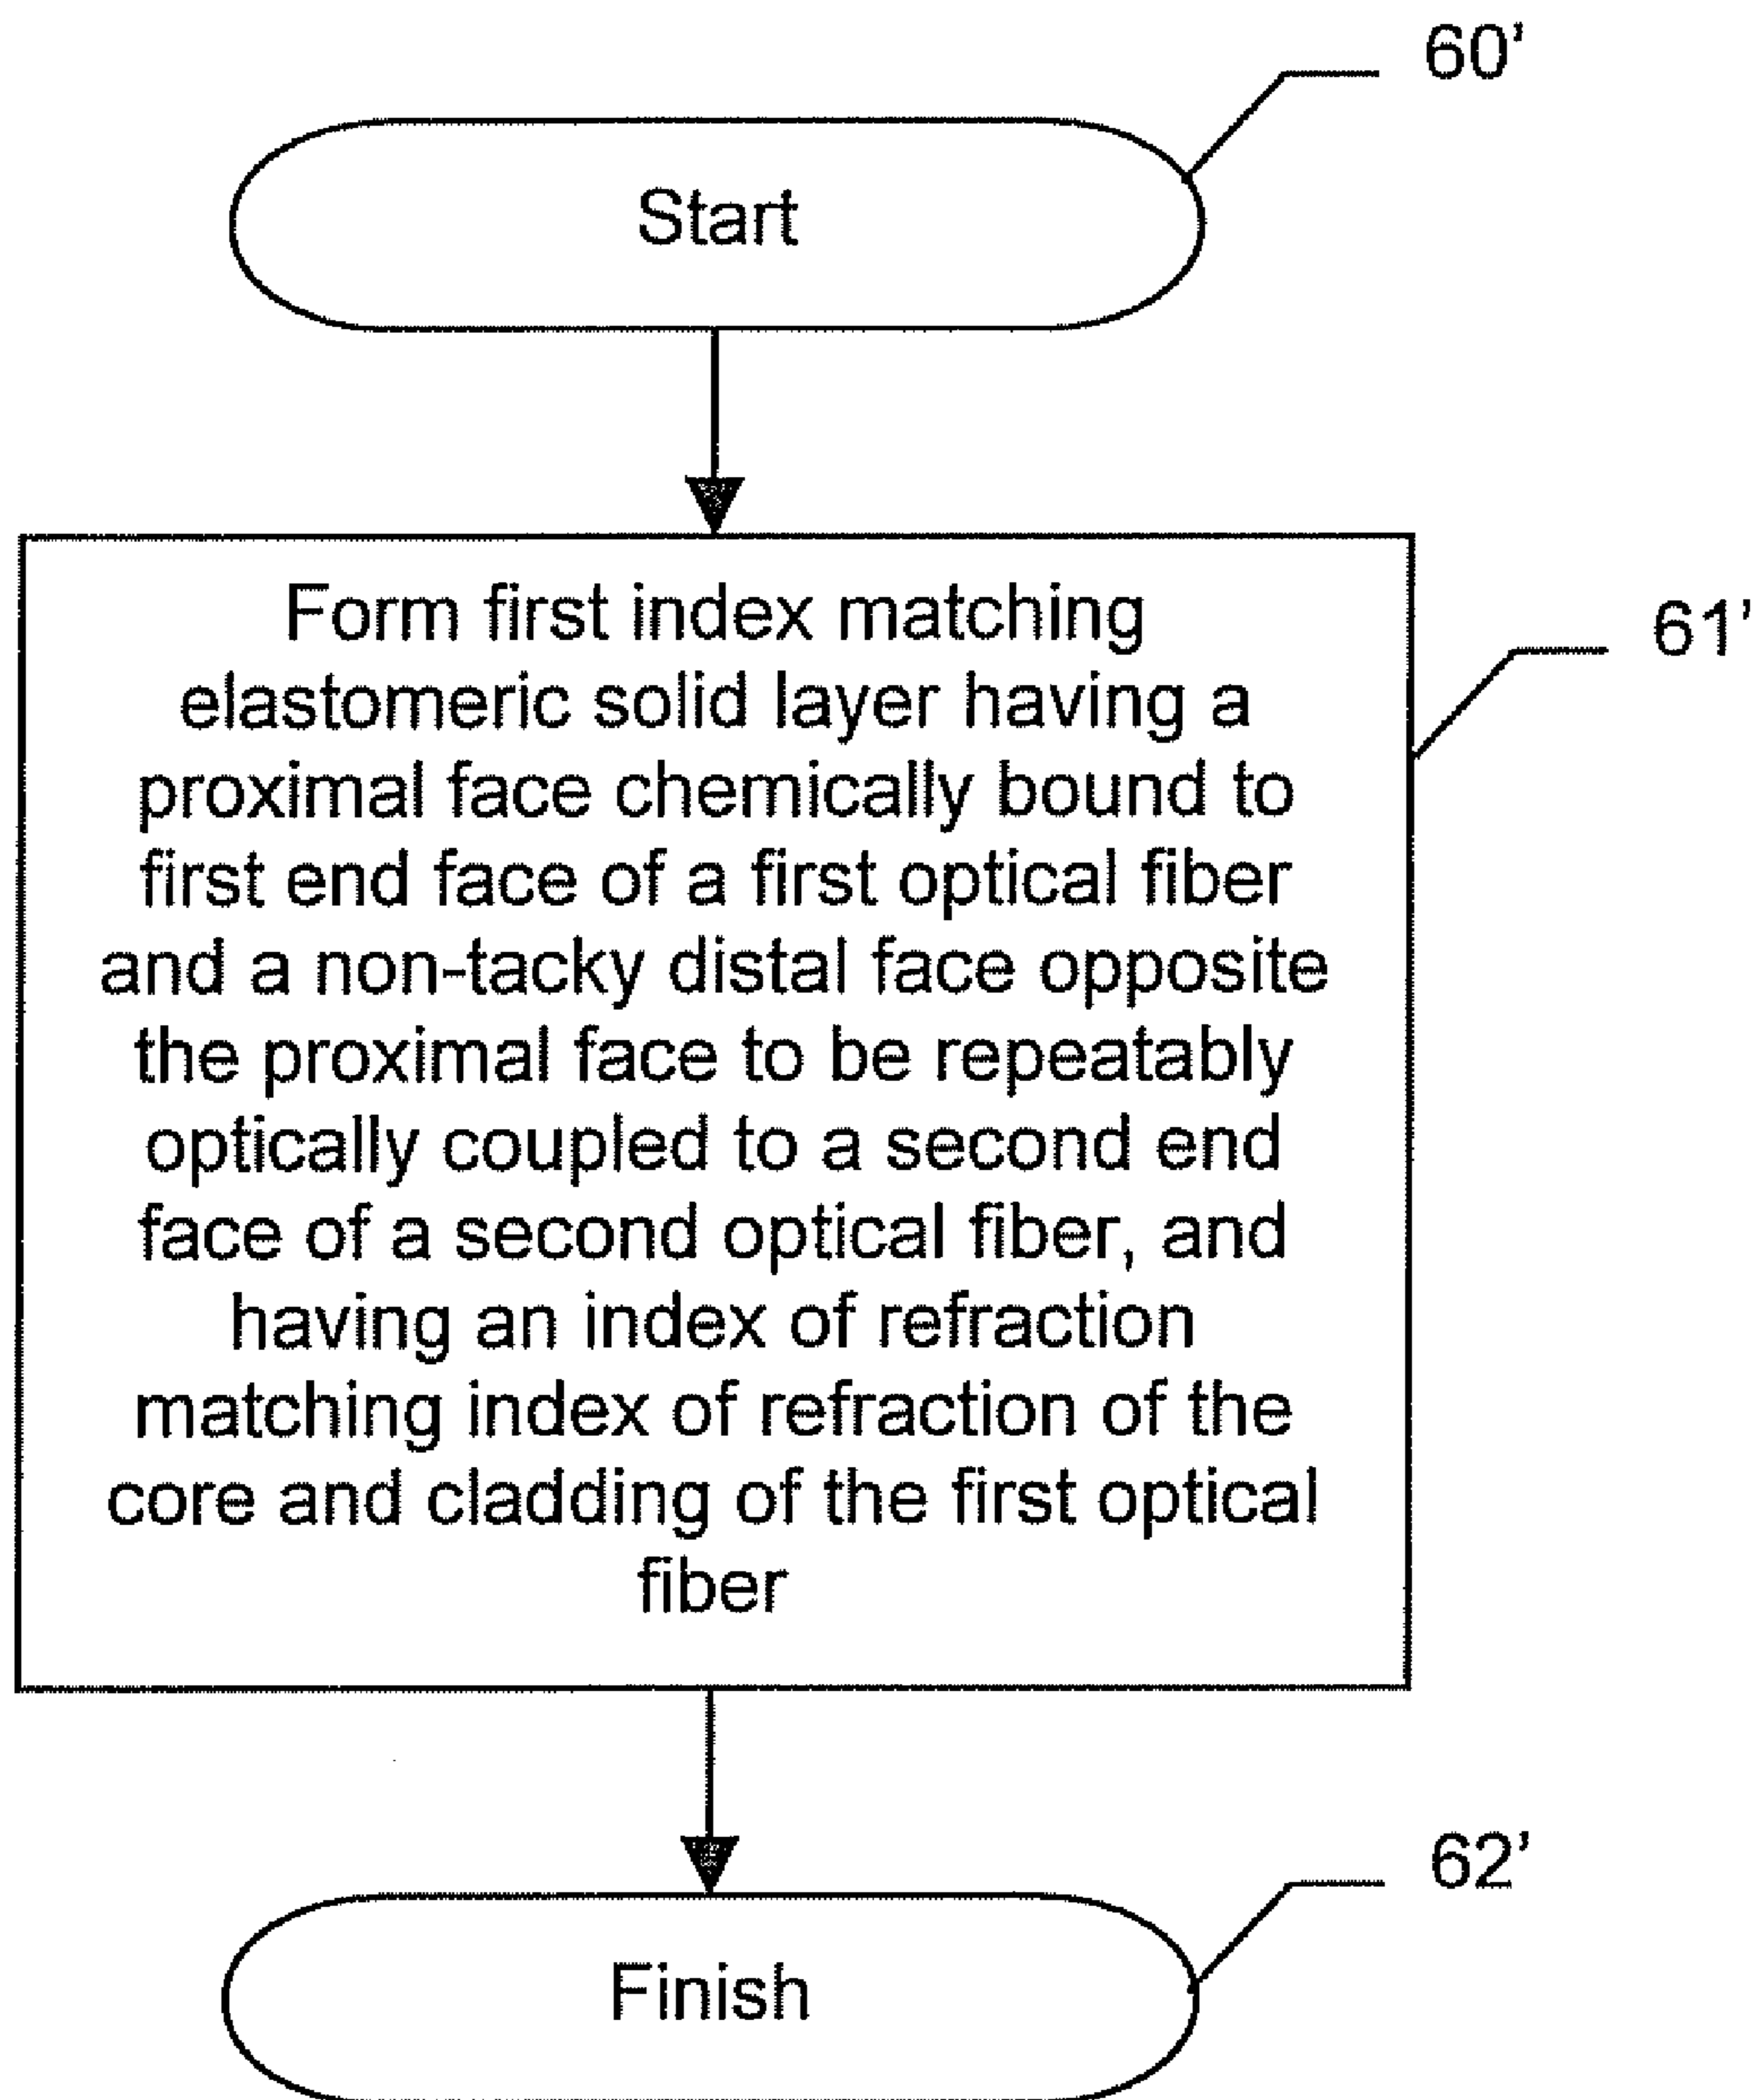 60’
Start
Form first index matching
elastomeric solid layer having a
61’
proximal face chemically bound to
first end face of a first optical fiber
and a non-tacky distal face opposite
the proximal face to be repeatably
optically coupled to a second end
face of a second optical fiber, and
having an index of refraction
matching index of refraction of the
core and cladding of the first optical
fiber
62’
Finish